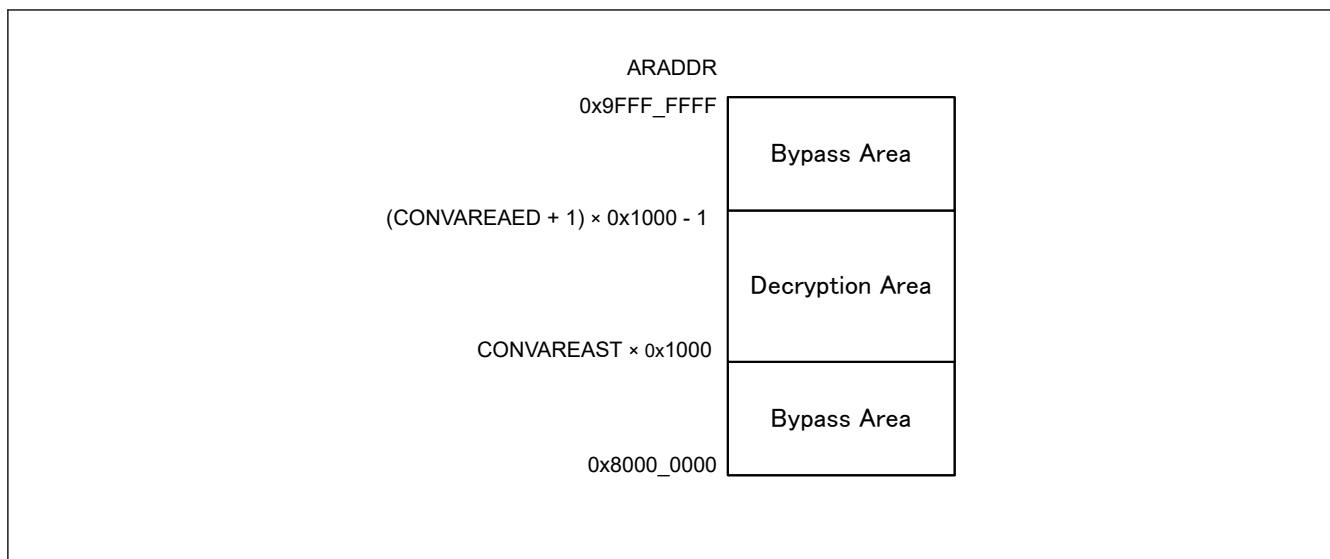 ARADDR
0x9FFF_FFFF
Bypass Area
(CONVAREAED + 1) × 0x1000 - 1
Decryption Area
CONVAREAST × 0x1000
Bypass Area
0x8000_0000